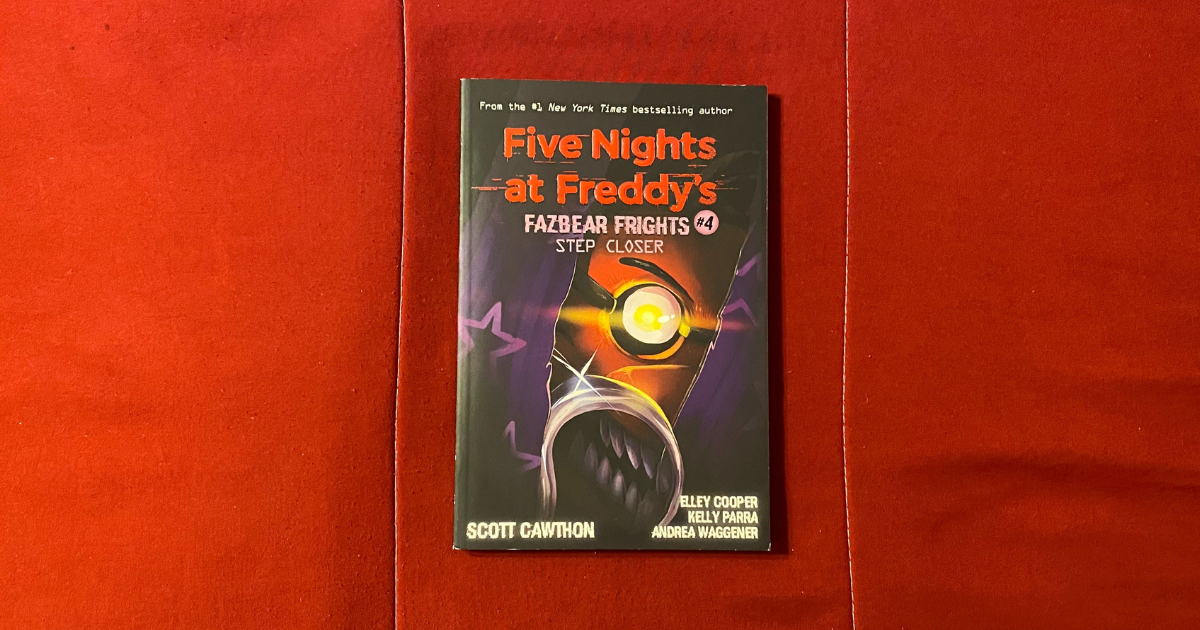 From the #1 New York Times bestselling author
Five Nights
at Freddy's
FAZBEAR FRIGHTS #4
STEP CLOSER
ELLEY COOPER
KELLY PARRA
SCOTT CAWTHON
ANDREA WAGGENER